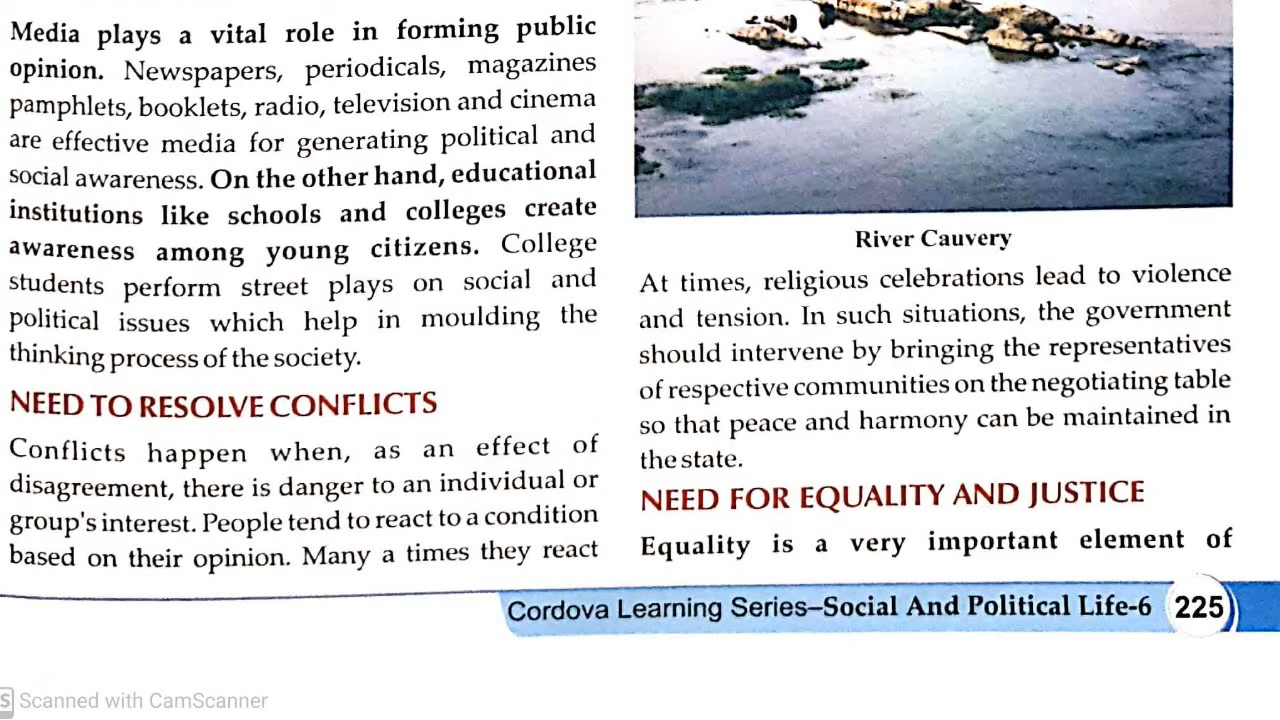 Media plays a vital role in forming public
opinion. Newspapers, periodicals, magazines
pamphlets, booklets, radio, television and cinema
are effective media for generating political and
social awareness. On the other hand, educational
institutions like schools and colleges create
awareness among young citizens. College
students perform street plays on social and
political issues which help in moulding the
thinking process of the society.
NEED TO RESOLVE CONFLICTS
Conflicts happen when, as an effect of
disagreement, there is danger to an individual or
group's interest. People tend to react to a condition
based on their opinion. Many a times they react
River Cauvery
At times, religious celebrations lead to violence
and tension. In such situations, the government
should intervene by bringing the representatives
of respective communities on the negotiating table
so that peace and harmony can be maintained in
the state.
NEED FOR EQUALITY AND JUSTICE
Equality is a very important element of
Cordova Learning Series–Social And Political Life-6 225
S Scanned with CamScanner